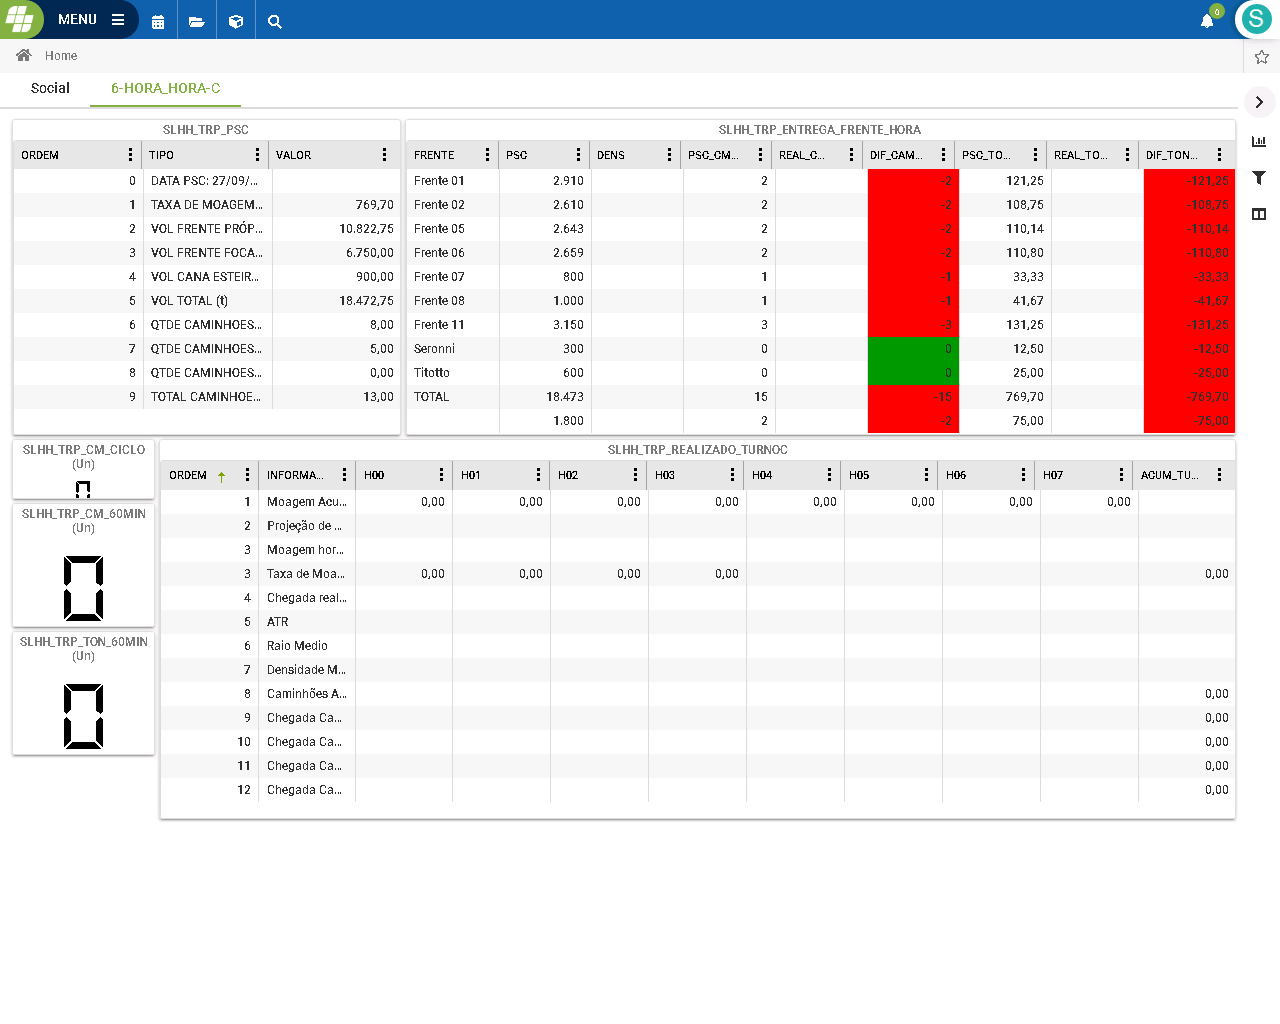 MENU
0
S
Home
Social
6-HORA_HORA-C
SLHH_TRP_PSC
ORDEM TIPO VALOR
0 DATA PSC: 27/09/...
1 TAXA DE MOAGEM... 769,70
2 VOL FRENTE PRÓP... 10.822,75
3 VOL FRENTE FOCA... 6.750,00
4 VOL CANA ESTEIR... 900,00
5 VOL TOTAL (t) 18.472,75
6 QTDE CAMINHOES... 8,00
7 QTDE CAMINHOES... 5,00
8 QTDE CAMINHOES... 0,00
9 TOTAL CAMINHOE... 13,00
SLHH_TRP_ENTREGA_FRENTE_HORA
FRENTE PSC DENS PSC_CM... REAL_C... DIF_CAM... PSC_TO... REAL_TO... DIF_TON...
Frente 01 2.910 2 -2 121,25 -121,25
Frente 02 2.610 2 -2 108,75 -108,75
Frente 05 2.643 2 -2 110,14 -110,14
Frente 06 2.659 2 -2 110,80 -110,80
Frente 07 800 1 -1 33,33 -33,33
Frente 08 1.000 1 -1 41,67 -41,67
Frente 11 3.150 3 -3 131,25 -131,25
Seronni 300 0 0 12,50 -12,50
Titotto 600 0 0 25,00 -25,00
TOTAL 18.473 15 -15 769,70 -769,70
1.800 2 -2 75,00 -75,00
SLHH_TRP_CM_CICLO
(Un)
0
SLHH_TRP_CM_60MIN
(Un)
0
SLHH_TRP_TON_60MIN
(Un)
0
SLHH_TRP_REALIZADO_TURNOC
ORDEM INFORMA... H00 H01 H02 H03 H04 H05 H06 H07 ACUM_TU...
1 Moagem Acu... 0,00 0,00 0,00 0,00 0,00 0,00 0,00 0,00
2 Projeção de ...
3 Moagem hor...
3 Taxa de Moa... 0,00 0,00 0,00 0,00 0,00
4 Chegada real...
5 ATR
6 Raio Medio
7 Densidade M...
8 Caminhões A... 0,00
9 Chegada Ca... 0,00
10 Chegada Ca... 0,00
11 Chegada Ca... 0,00
12 Chegada Ca... 0,00